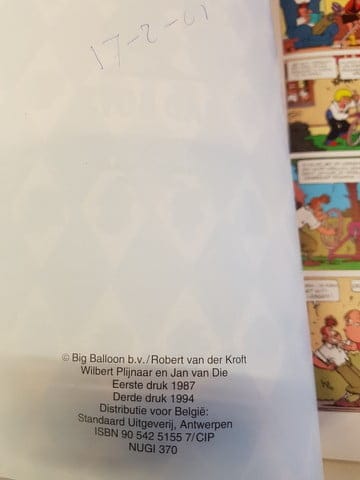 17-2-01
© Big Balloon b.v./Robert van der Kroft
Wilbert Plijnaar en Jan van Die
Eerste druk 1987
Derde druk 1994
Distributie voor België:
Standaard Uitgeverij, Antwerpen
ISBN 90 542 5155 7/CIP
NUGI 370